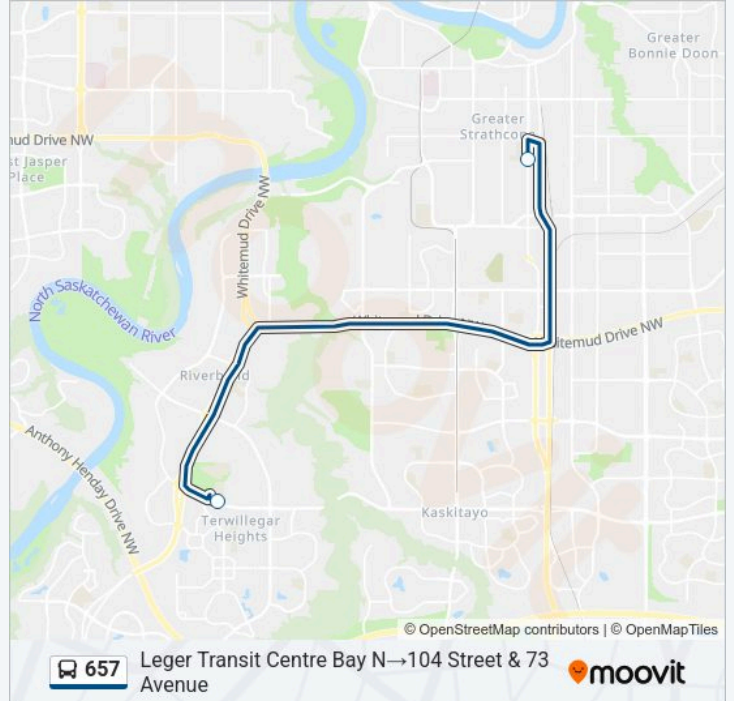 Greater
Bonnie Doon
Greater
Strathcona
mud Drive NW
st Jasper
Place
Whitemud Drive NW
North Saskatchewan River
itemud Drive NW
Riverbend
Anthony Henday Drive NW
Terwillegar
Heights
Kaskitayo
© OpenStreetMap contributors | © OpenMapTiles
657
Leger Transit Centre Bay N→104 Street & 73
Avenue
moovit